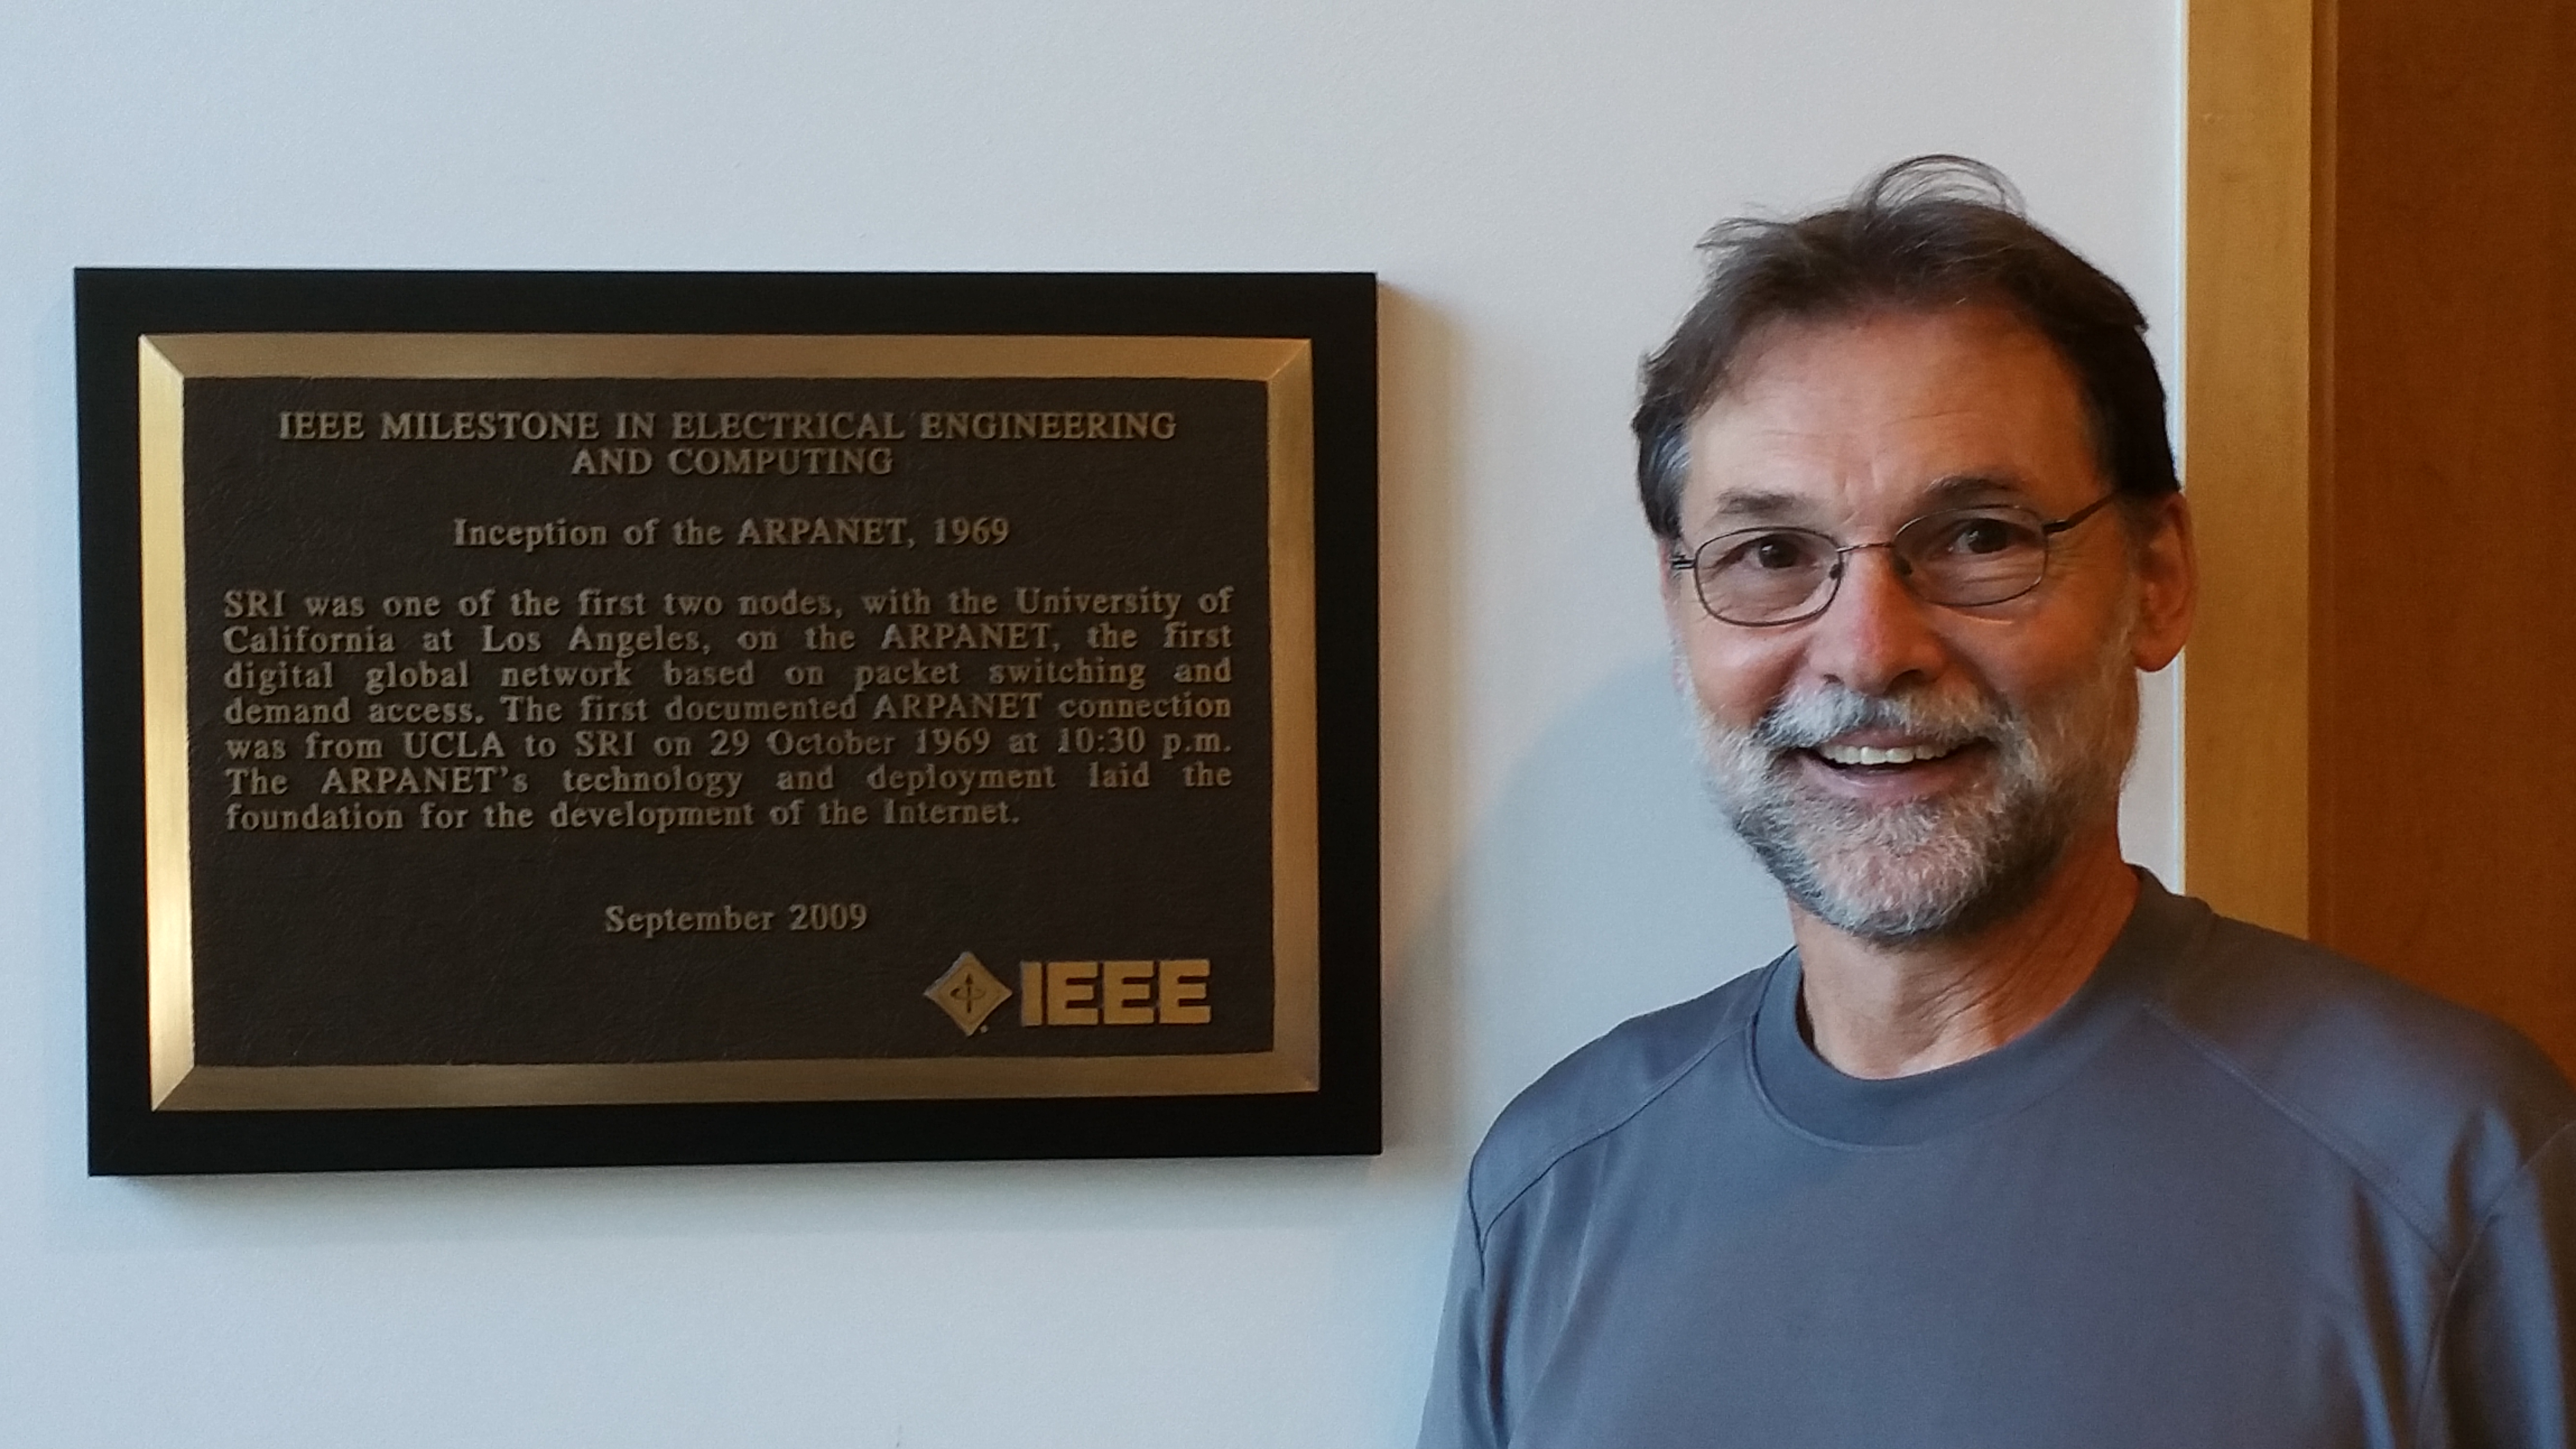 IEEE MILESTONE IN ELECTRICAL ENGINEERING
AND COMPUTING
Inception of the ARPANET, 1969
SRI was one of the first two nodes, with the University of
California at Los Angeles, on the ARPANET, the first
digital global network based on packet switching and
demand access. The first documented ARPANET connection
was from UCLA to SRI on 29 October 1969 at 10:30 p.m.
The ARPANET's technology and deployment laid the
foundation for the development of the Internet.
September 2009
IEEE